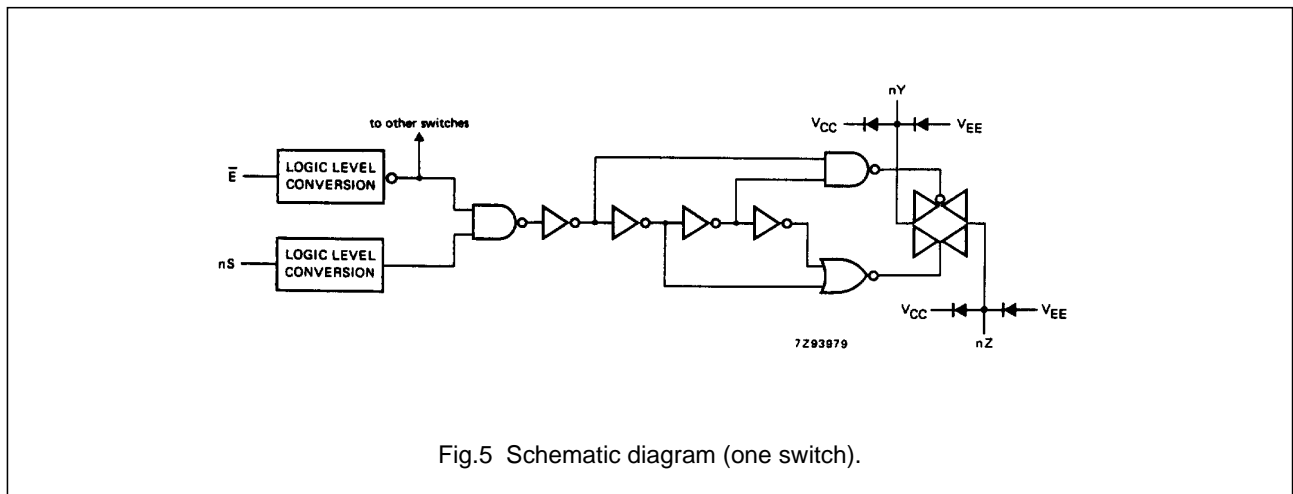 nY
V_CC V_EE
to other switches
E̅ LOGIC LEVEL
CONVERSION
nS LOGIC LEVEL
CONVERSION
V_CC V_EE
nZ
7Z93979
Fig.5 Schematic diagram (one switch).